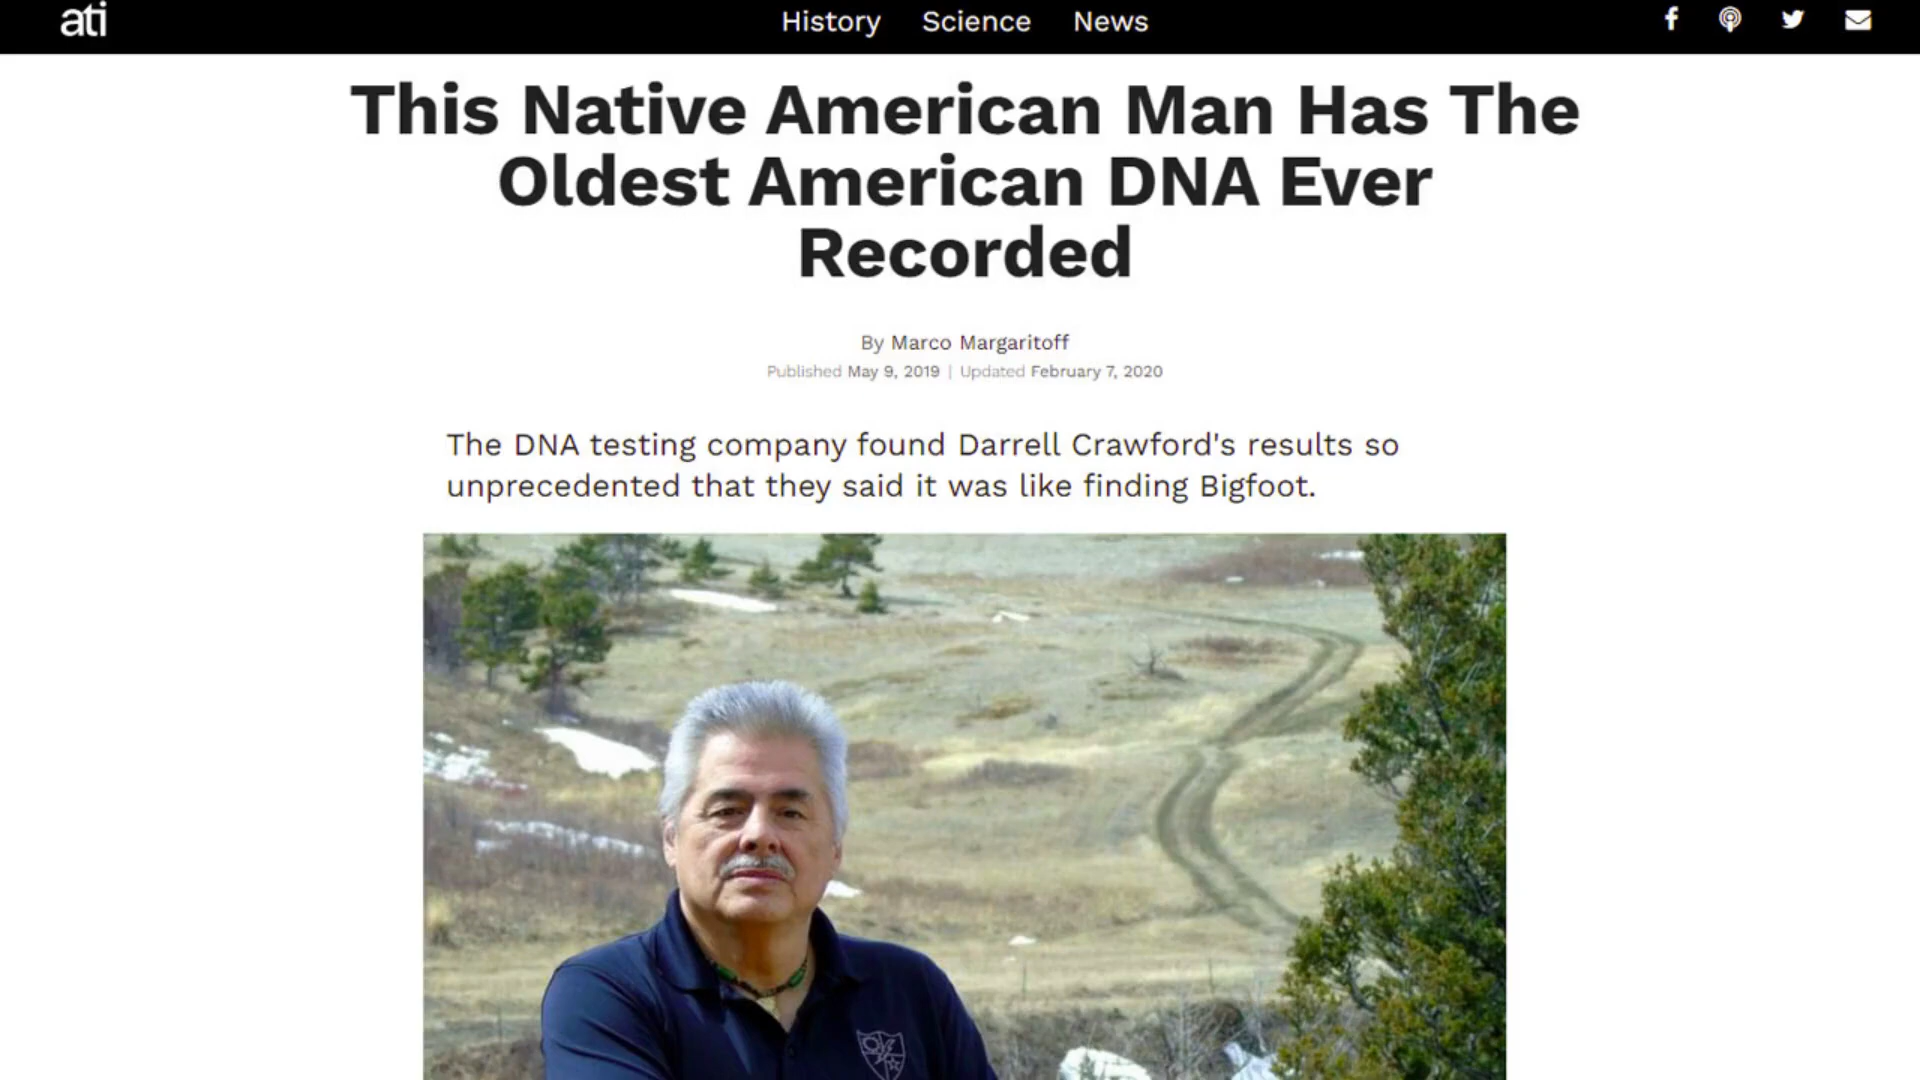 ati
History Science News
This Native American Man Has The
Oldest American DNA Ever
Recorded
By Marco Margaritoff
Published May 9, 2019 | Updated February 7, 2020
The DNA testing company found Darrell Crawford's results so
unprecedented that they said it was like finding Bigfoot.